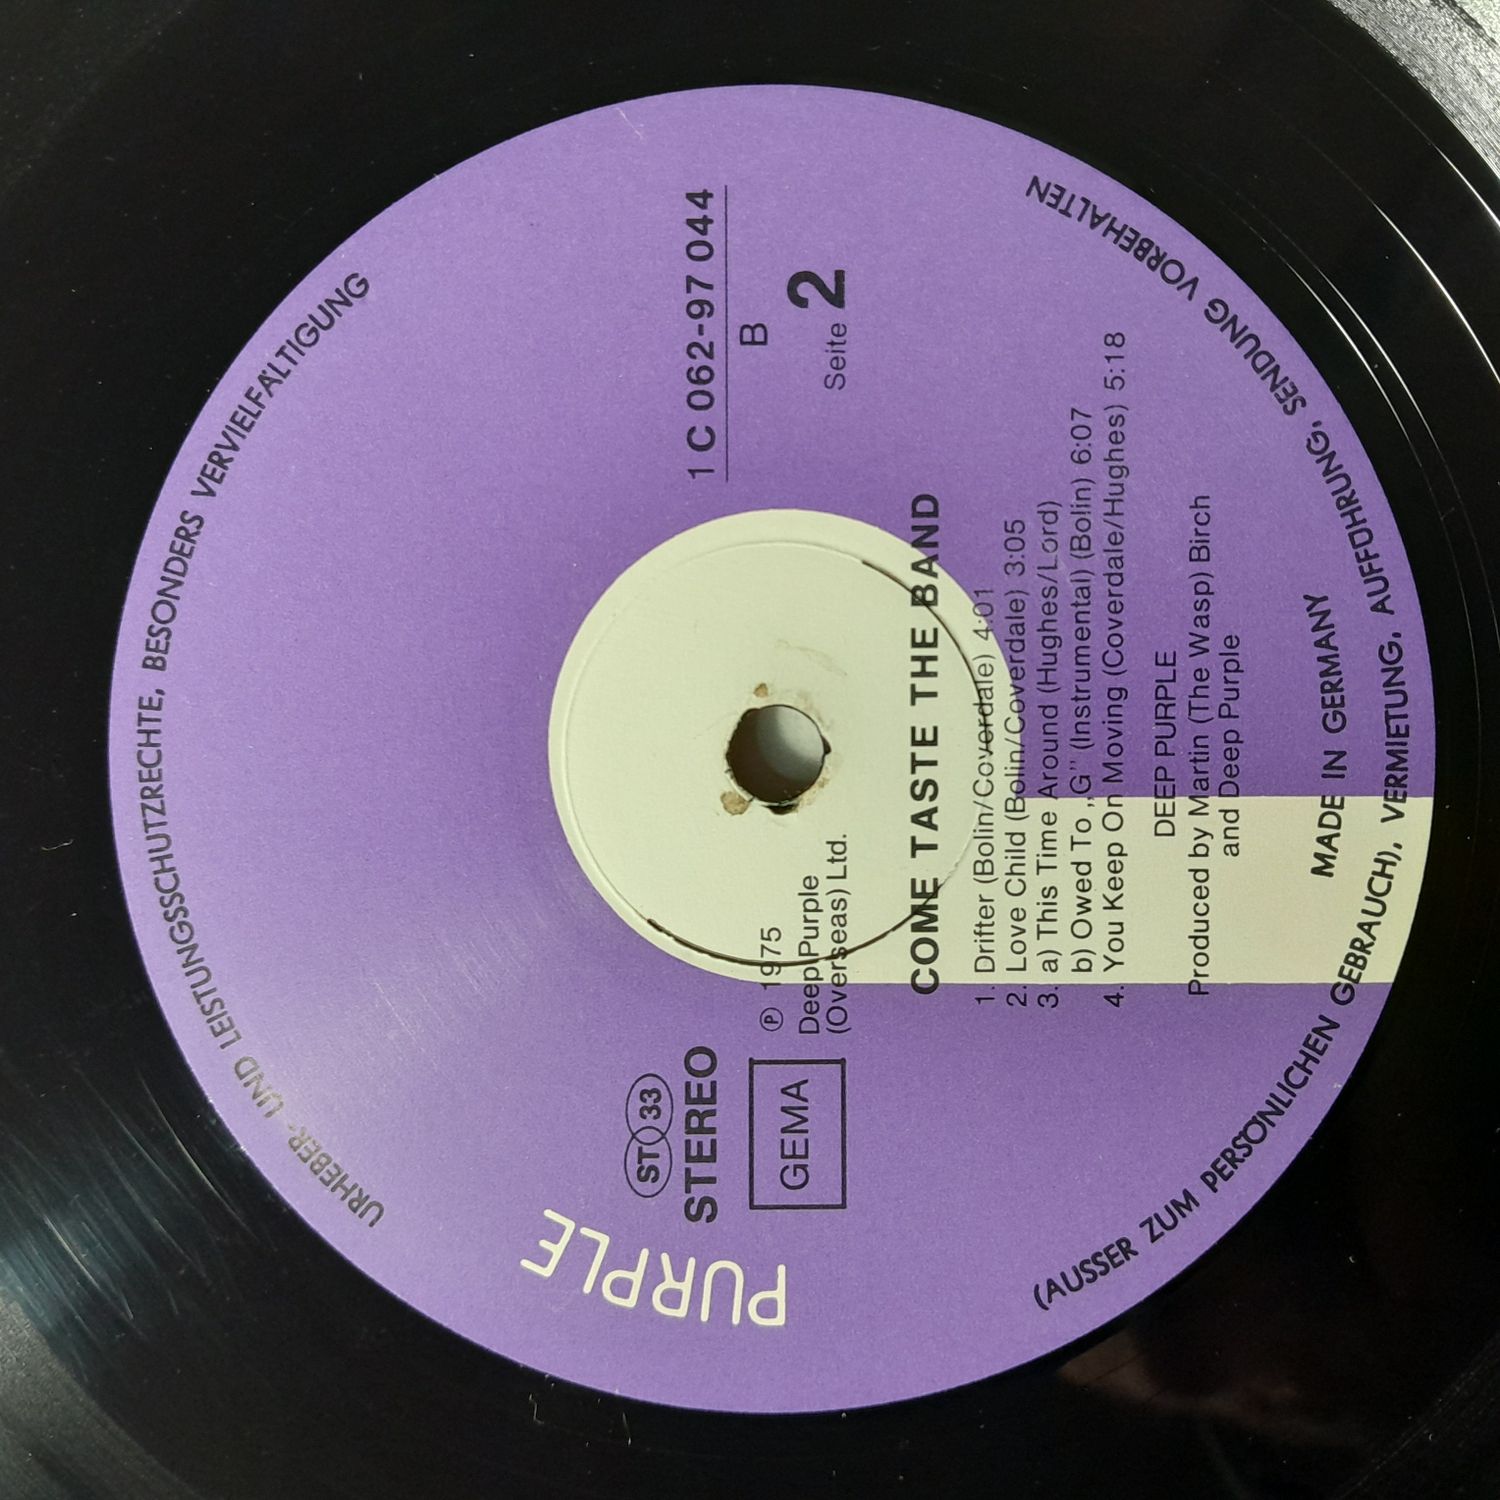 URHEBER- UND LEISTUNGSSCHUTZRECHTE, BESONDERS VERVIELFÄLTIGUNG
(AUSSER ZUM PERSÖNLICHEN GEBRAUCH), VERMIETUNG, AUFFÜHRUNG, SENDUNG VORBEHALTEN
PURPLE
ST 33
STEREO
GEMA
1 C 062-97 044
B
Seite 2
℗ 1975
Deep Purple
(Overseas) Ltd.
COME TASTE THE BAND
1. Drifter (Bolin/Coverdale) 4:01
2. Love Child (Bolin/Coverdale) 3:05
3. a) This Time Around (Hughes/Lord)
b) Owed To „G” (Instrumental) (Bolin) 6:07
4. You Keep On Moving (Coverdale/Hughes) 5:18
DEEP PURPLE
Produced by Martin (The Wasp) Birch
and Deep Purple
MADE IN GERMANY